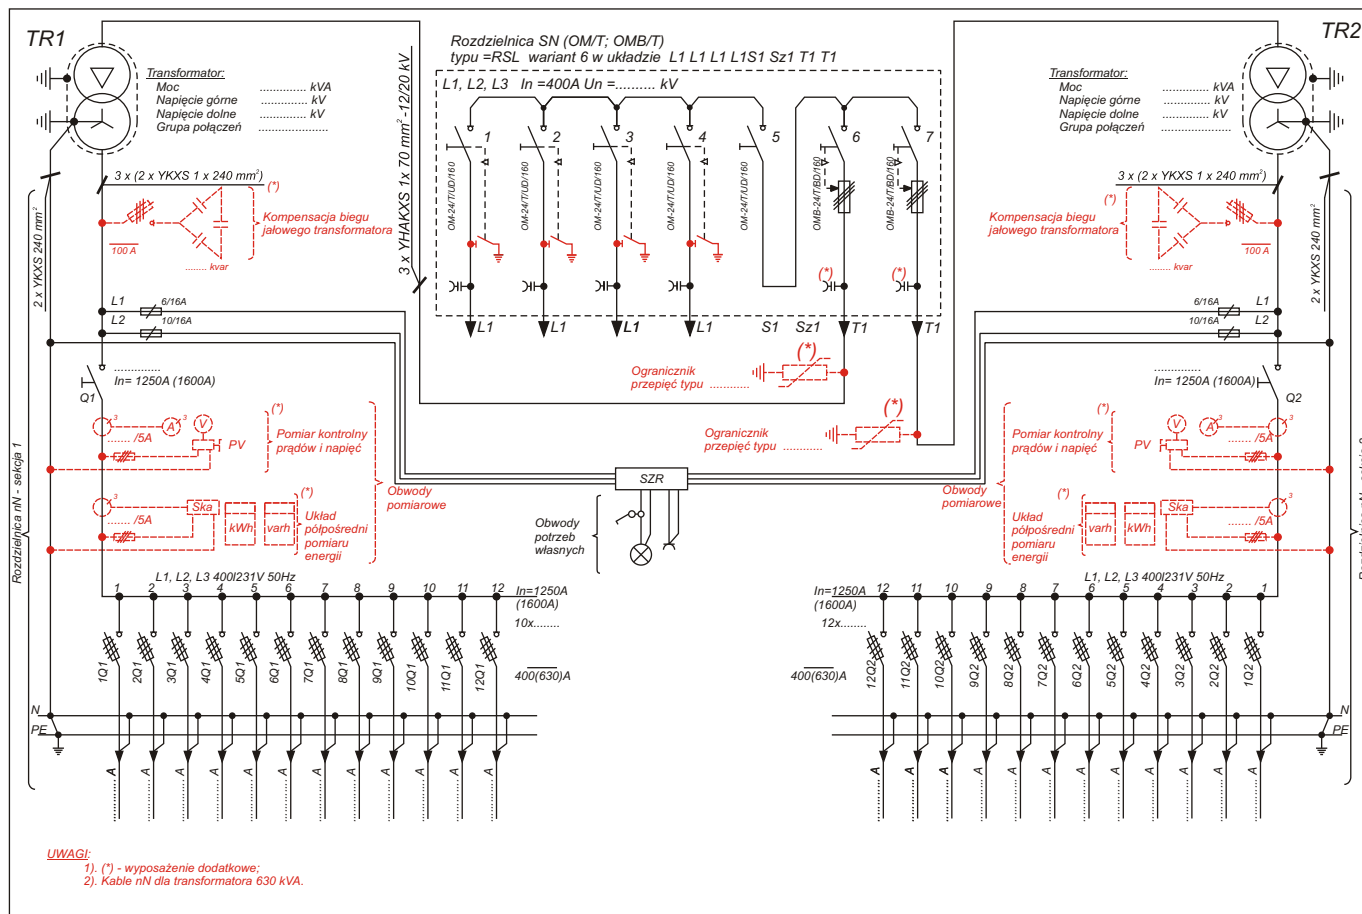 TR1
TR2
Rozdzielnica SN (OM/T; OMB/T)
typu =RSL wariant 6 w układzie L1 L1 L1 L1S1 Sz1 T1 T1
L1, L2, L3 In =400A Un =.......... kV
Transformator:
Moc .............. kVA
Napięcie górne ............ kV
Napięcie dolne ............ kV
Grupa połączeń .....................
Transformator:
Moc .............. kVA
Napięcie górne ............ kV
Napięcie dolne ............ kV
Grupa połączeń .....................
1
2
3
4
5
6
7
OM-24/T/UD/160
OM-24/T/UD/160
OM-24/T/UD/160
OM-24/T/UD/160
OM-24/T/UD/160
OMB-24/T/BD/160
OMB-24/T/BD/160
3 x YHAKXS 1x 70 mm²-12/20 kV
3 x (2 x YKXS 1 x 240 mm²)
3 x (2 x YKXS 1 x 240 mm²)
2 x YKXS 240 mm²
2 x YKXS 240 mm²
(*)
Kompensacja biegu
jałowego transformatora
100 A
........ kvar
(*)
Kompensacja biegu
jałowego transformatora
100 A
........ kvar
(*)
(*)
L1 6/16A
L2 10/16A
6/16A L1
10/16A L2
L1
L1
L1
L1
S1
Sz1
T1
T1
.............
In= 1250A (1600A)
Q1
.............
In= 1250A (1600A)
Q2
(*)
Ogranicznik
przepięć typu ...........
(*)
Ogranicznik
przepięć typu ...........
3
A
3
V
PV
....... /5A
(*)
Pomiar kontrolny
prądów i napięć
3
....... /5A
Ska
kWh
varh
(*)
Układ
półpośredni
pomiaru
energii
Obwody
pomiarowe
(*)
Pomiar kontrolny
prądów i napięć
PV
V
A
3
3
....... /5A
(*)
Układ
półpośredni
pomiaru
energii
varh
kWh
Ska
3
....... /5A
Obwody
pomiarowe
SZR
Obwody
potrzeb
własnych
Rozdzielnica nN - sekcja 1
L1, L2, L3 400I231V 50Hz
1 2 3 4 5 6 7 8 9 10 11 12
In=1250A
(1600A)
10x........
400(630)A
1Q1 2Q1 3Q1 4Q1 5Q1 6Q1 7Q1 8Q1 9Q1 10Q1 11Q1 12Q1
L1, L2, L3 400I231V 50Hz
In=1250A
(1600A)
12x........
400(630)A
12 11 10 9 8 7 6 5 4 3 2 1
12Q2 11Q2 10Q2 9Q2 8Q2 7Q2 6Q2 5Q2 4Q2 3Q2 2Q2 1Q2
N
PE
N
PE
............ A ............ A ............ A ............ A ............ A ............ A ............ A ............ A ............ A ............ A ............ A ............ A
............ A ............ A ............ A ............ A ............ A ............ A ............ A ............ A ............ A ............ A ............ A ............ A
UWAGI:
1). (*) - wyposażenie dodatkowe;
2). Kable nN dla transformatora 630 kVA.